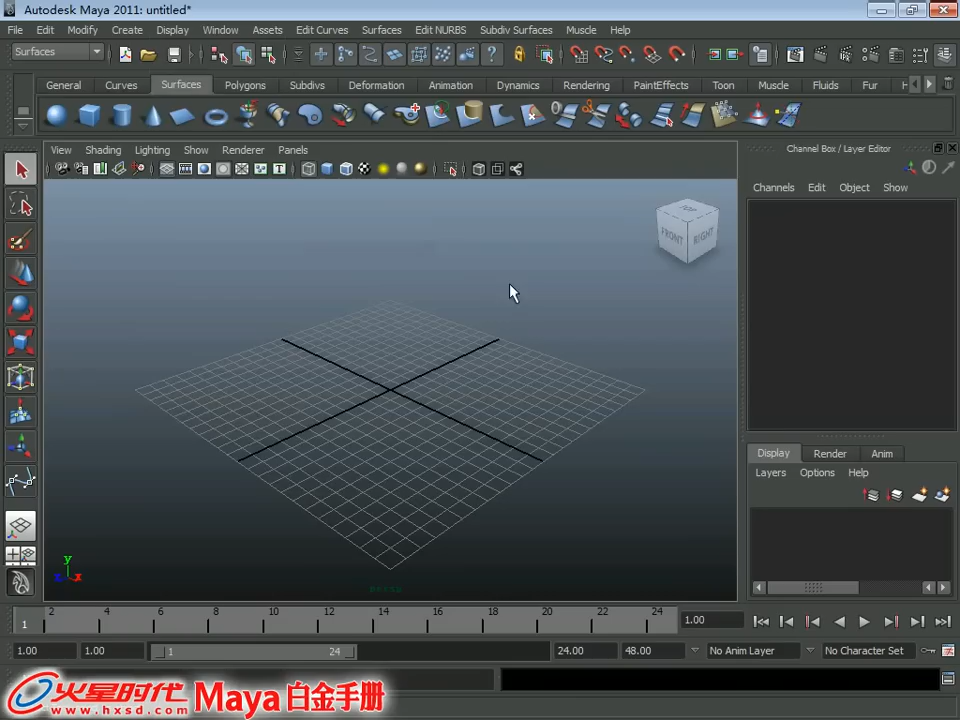 Autodesk Maya 2011: untitled*
File Edit Modify Create Display Window Assets Edit Curves Surfaces Edit NURBS Subdiv Surfaces Muscle Help
Surfaces
General Curves Surfaces Polygons Subdivs Deformation Animation Dynamics Rendering PaintEffects Toon Muscle Fluids Fur
View Shading Lighting Show Renderer Panels
Channel Box / Layer Editor
Channels Edit Object Show
FRONT RIGHT
Display Render Anim
Layers Options Help
y
x
persp
2 4 6 8 10 12 14 16 18 20 22 24
1
1.00
1.00 1.00 1 24 24.00 48.00 No Anim Layer No Character Set
火星时代 Maya 白金手册
www.hxsd.com